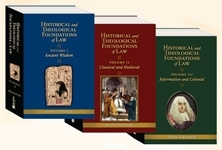 HISTORICAL AND
THEOLOGICAL
FOUNDATIONS
OF LAW
VOLUME I
Ancient Wisdom
HISTORICAL AND
THEOLOGICAL
FOUNDATIONS
OF LAW
VOLUME II
Classical and Medieval
HISTORICAL AND
THEOLOGICAL
FOUNDATIONS
OF LAW
VOLUME III
Reformation and Colonial